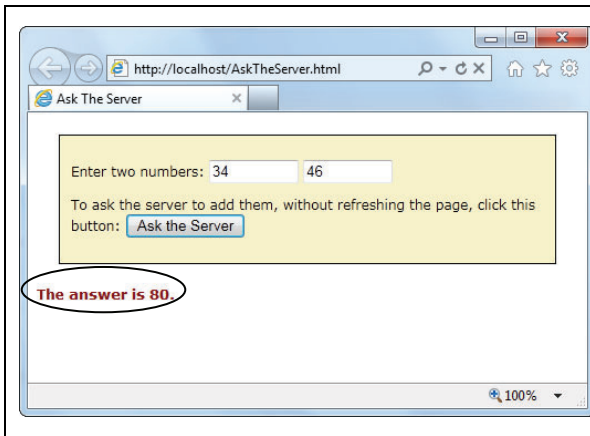 http://localhost/AskTheServer.html
Ask The Server
Enter two numbers: 34 46
To ask the server to add them, without refreshing the page, click this
button: Ask the Server
The answer is 80.
100%